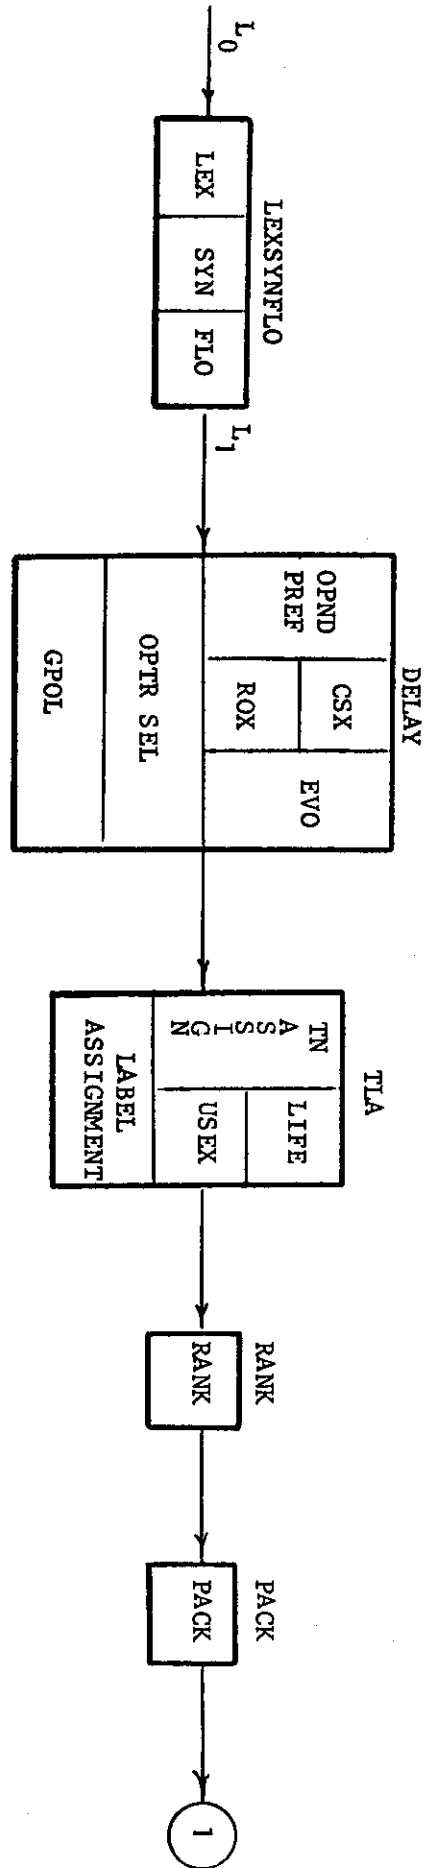 L0
LEXSYNFLO
LEX
SYN
FLO
L1
DELAY
OPND
PREF
CSX
ROX
EVO
OPTR SEL
GPOL
TLA
TN
ASSIGN
LIFE
USEX
LABEL
ASSIGNMENT
RANK
RANK
PACK
PACK
1